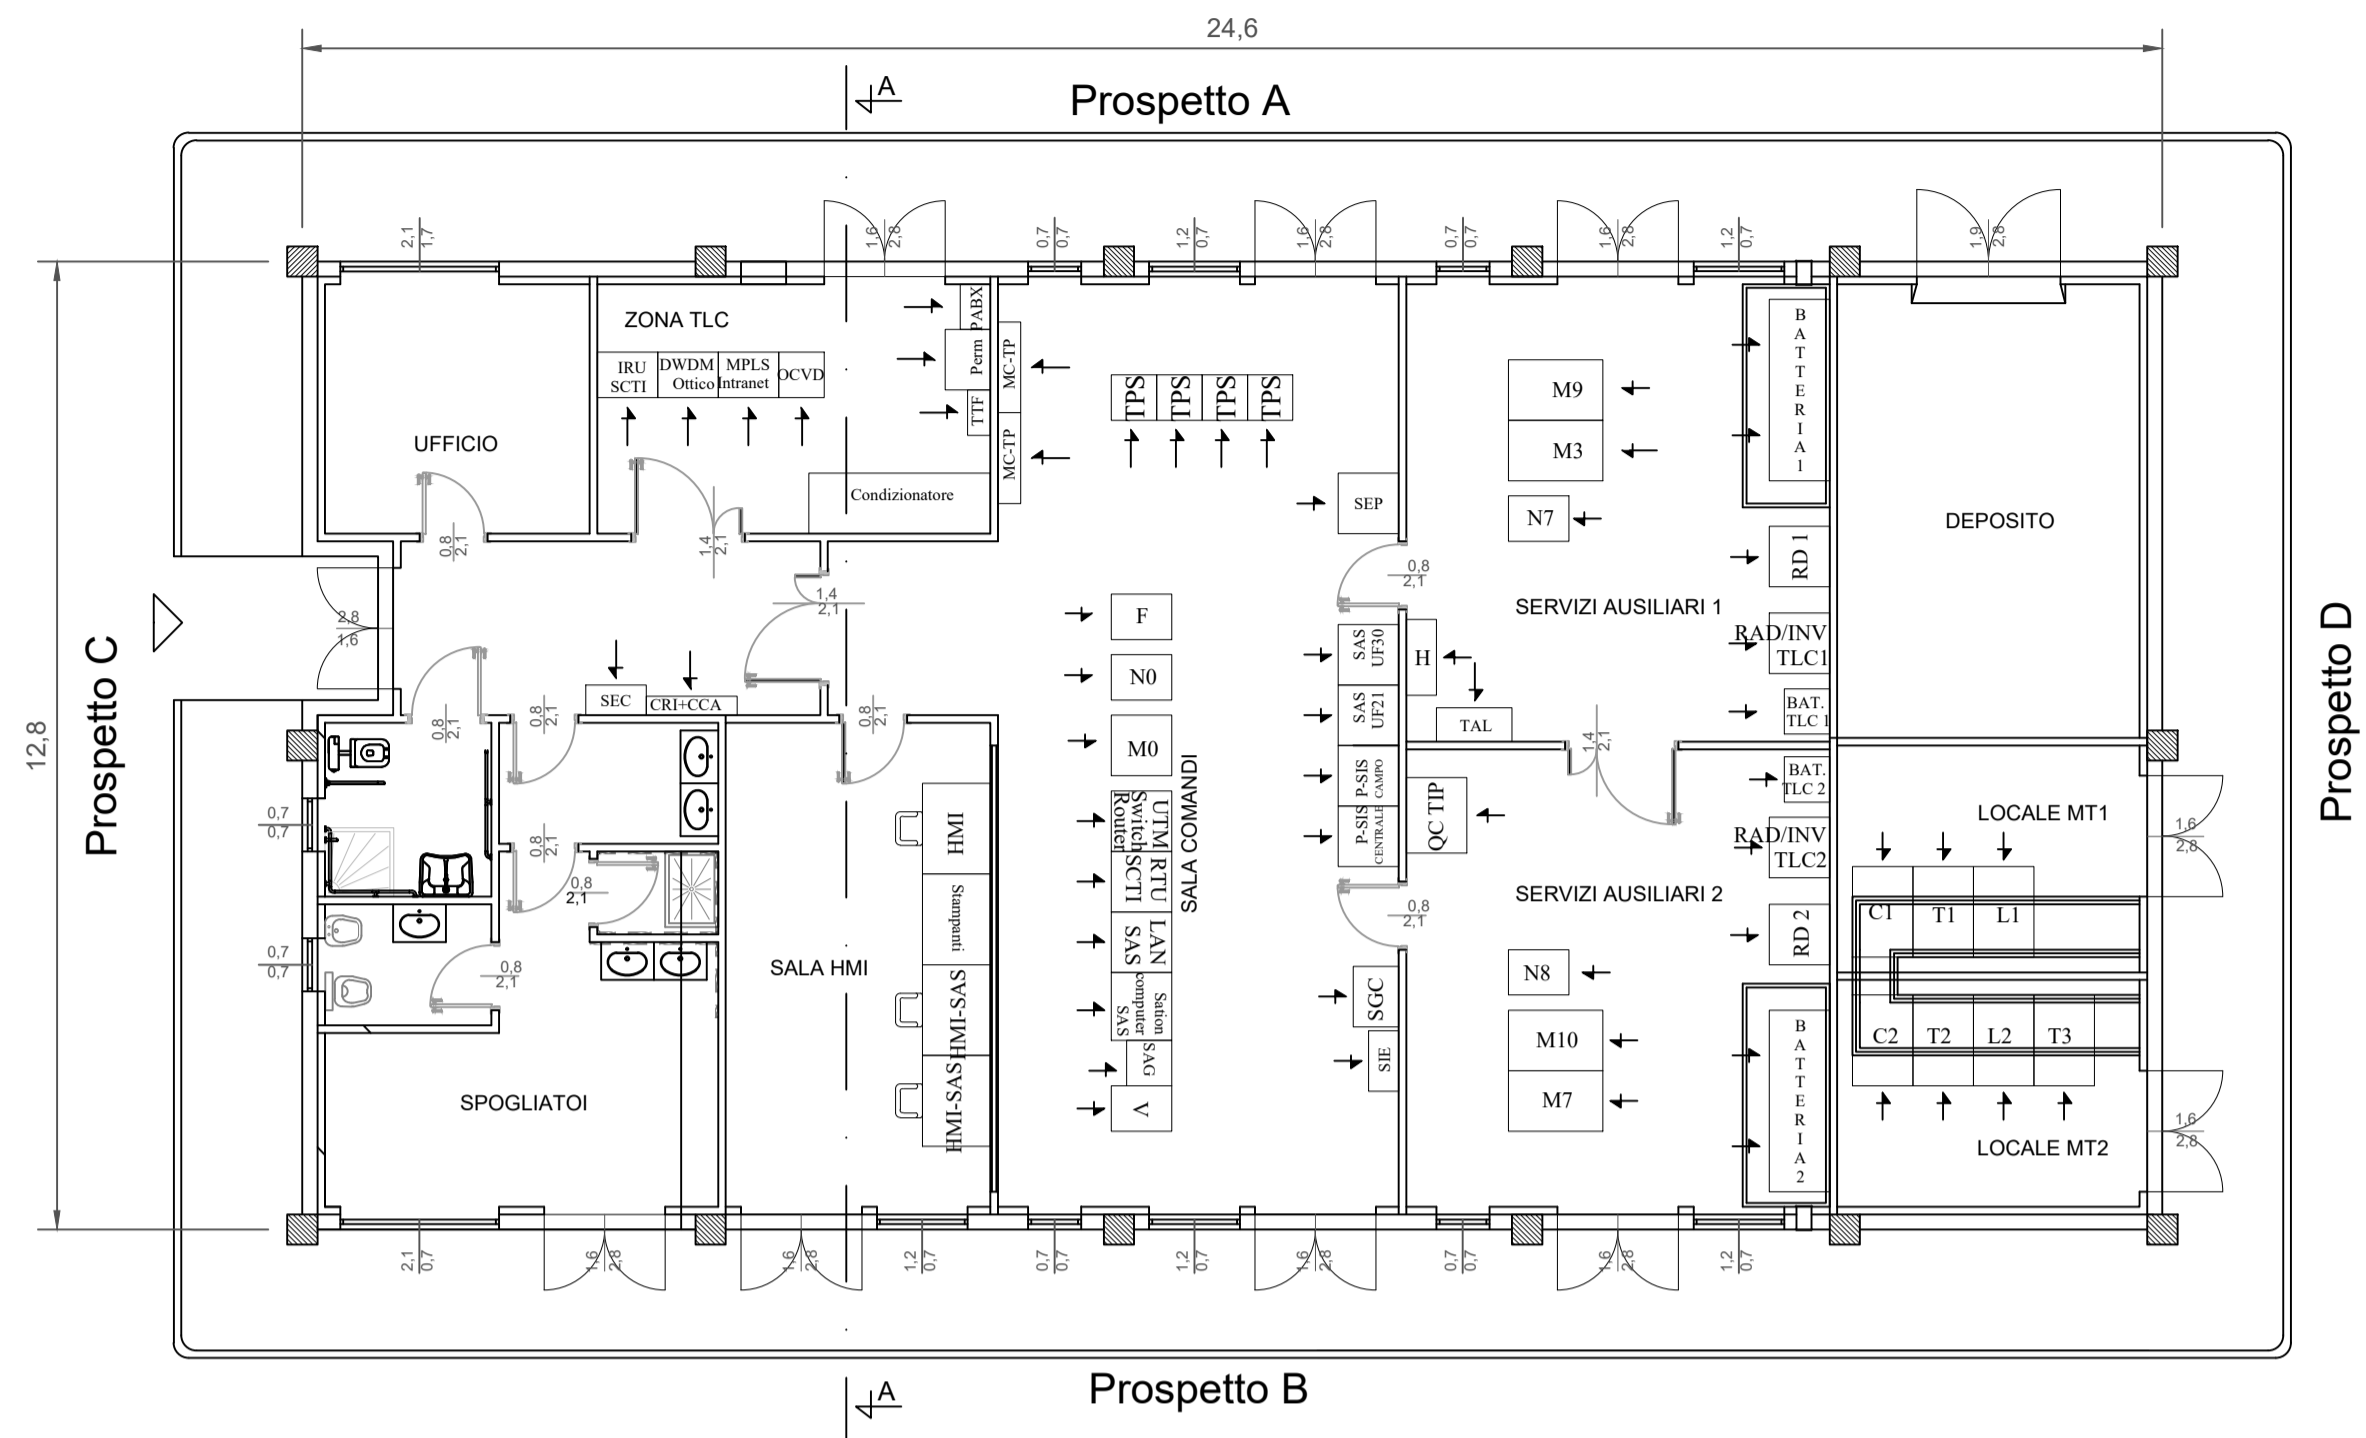 24,6
A
Prospetto A
2,1
1,7
1,6
2,8
0,7
0,7
1,2
0,7
1,6
2,8
0,7
0,7
1,6
2,8
1,2
0,7
1,9
2,8
ZONA TLC
PABX
Perm
TTF
MC-TP
MC-TP
IRU
SCTI
DWDM
Ottico
MPLS
Intranet
OCVD
Condizionatore
UFFICIO
TPS
TPS
TPS
TPS
SEP
M9
M3
N7
BATTERIA1
RD 1
DEPOSITO
0,8
2,1
1,4
2,1
1,4
2,1
0,8
2,1
2,8
1,6
SERVIZI AUSILIARI 1
RAD/INV
TLC1
BAT.
TLC 1
F
N0
M0
SAS
UF30
SAS
UF21
H
TAL
SEC
CRI+CCA
0,8
2,1
0,8
2,1
0,8
2,1
1,4
2,1
Prospetto C
12,8
Prospetto D
P-SIS
CAMPO
P-SIS
CENTRALE
QC TIP
BAT.
TLC 2
RAD/INV
TLC2
LOCALE MT1
1,6
2,8
UTM
Switch
Router
RTU
SCTI
LAN
SAS
Sation
computer
SAS
SAG
V
SALA COMANDI
HMI
Stampanti
HMI-SAS
HMI-SAS
SALA HMI
0,7
0,7
0,8
2,1
0,8
2,1
0,7
0,7
0,8
2,1
0,8
2,1
SERVIZI AUSILIARI 2
RD 2
C1
T1
L1
N8
SGC
SIE
M10
M7
BATTERIA2
C2
T2
L2
T3
SPOGLIATOI
LOCALE MT2
1,6
2,8
2,1
0,7
1,6
2,8
1,6
2,8
1,2
0,7
0,7
0,7
1,2
0,7
1,6
2,8
0,7
0,7
1,6
2,8
1,2
0,7
Prospetto B
A